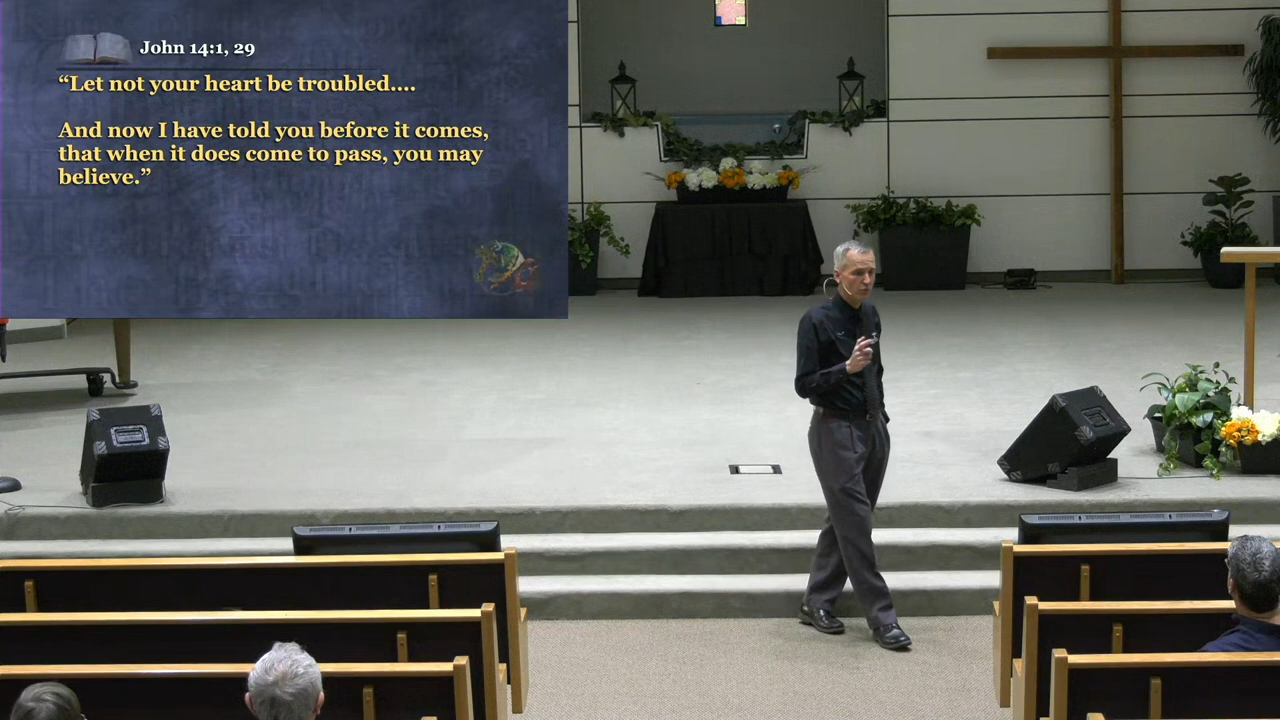 John 14:1, 29
“Let not your heart be troubled....
And now I have told you before it comes,
that when it does come to pass, you may
believe.”